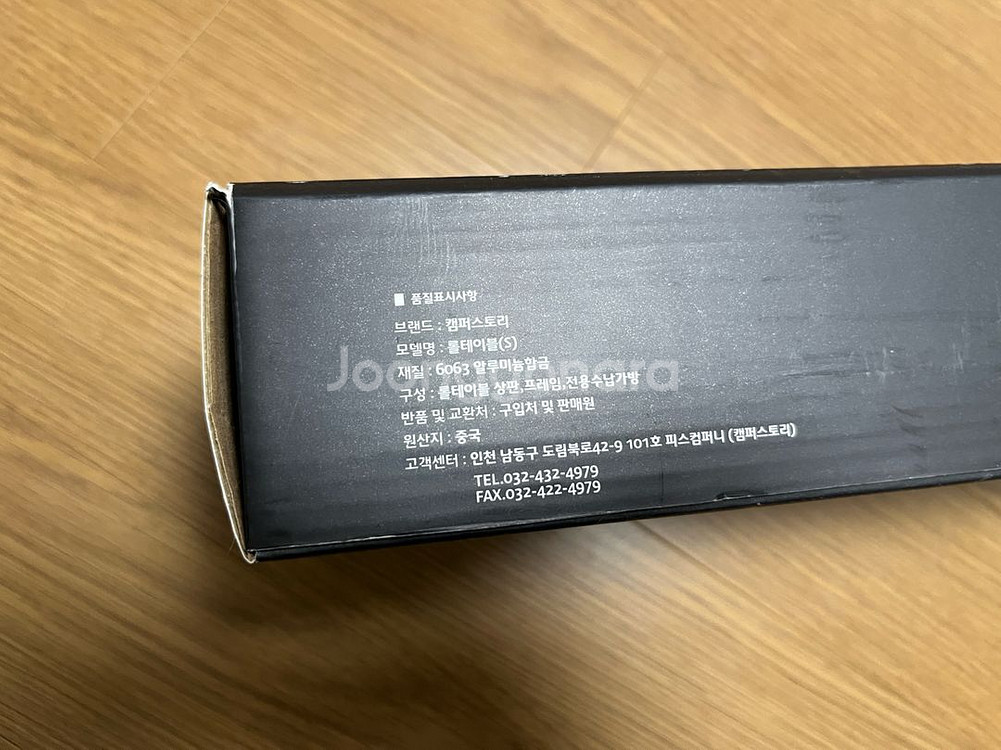 ■ 품질표시사항
브랜드 : 캠퍼스토리
모델명 : 롤테이블(S)
재질 : 6063 알루미늄합금
구성 : 롤테이블 상판,프레임,전용수납가방
반품 및 교환처 : 구입처 및 판매원
원산지 : 중국
고객센터 : 인천 남동구 도림북로42-9 101호 피스컴퍼니 (캠퍼스토리)
TEL.032-432-4979
FAX.032-422-4979
Joonggonara